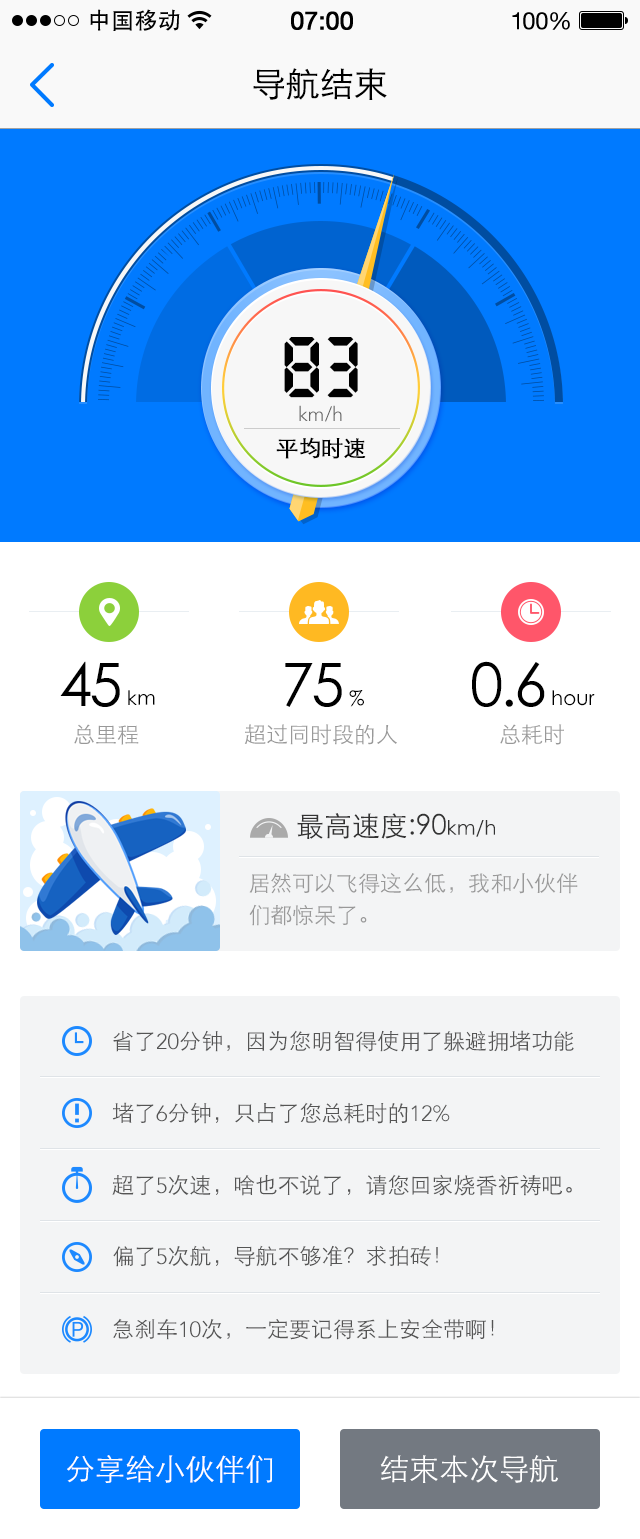 中国移动 07:00 100%
导航结束
83
km/h
平均时速
45 km 75 % 0.6 hour
总里程 超过同时段的人 总耗时
最高速度:90km/h
居然可以飞得这么低，我和小伙伴
们都惊呆了。
省了20分钟，因为您明智得使用了躲避拥堵功能
堵了6分钟，只占了您总耗时的12%
超了5次速，啥也不说了，请您回家烧香祈祷吧。
偏了5次航，导航不够准？求拍砖！
P 急刹车10次，一定要记得系上安全带啊！
分享给小伙伴们 结束本次导航